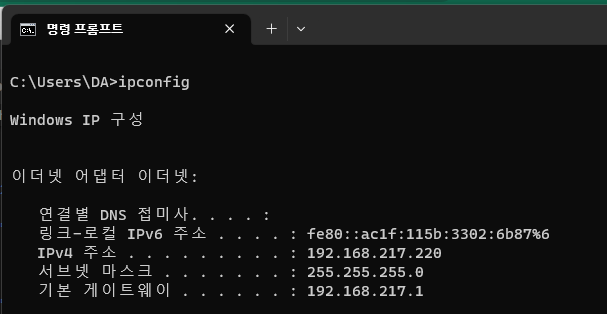 명령 프롬프트
C:\Users\DA>ipconfig
Windows IP 구성
이더넷 어댑터 이더넷:
연결별 DNS 접미사. . . . :
링크-로컬 IPv6 주소 . . . . : fe80::ac1f:115b:3302:6b87%6
IPv4 주소 . . . . . . . . . : 192.168.217.220
서브넷 마스크 . . . . . . . : 255.255.255.0
기본 게이트웨이 . . . . . . : 192.168.217.1